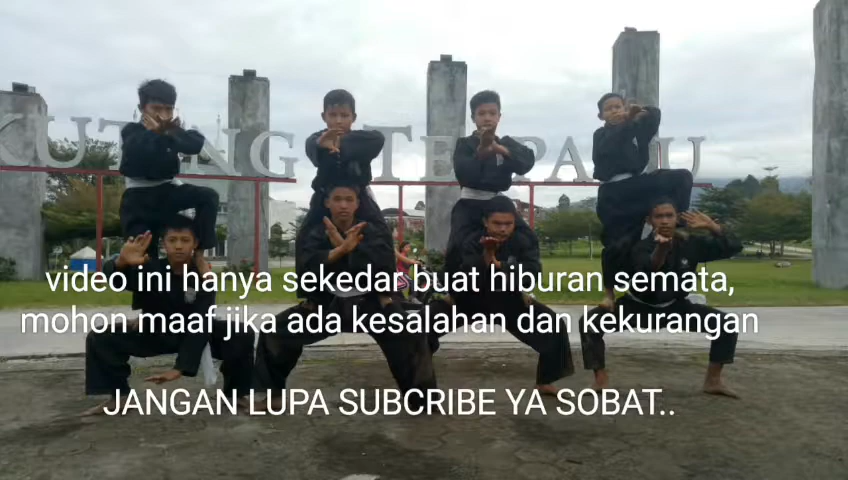 video ini hanya sekedar buat hiburan semata,
mohon maaf jika ada kesalahan dan kekurangan
JANGAN LUPA SUBCRIBE YA SOBAT..